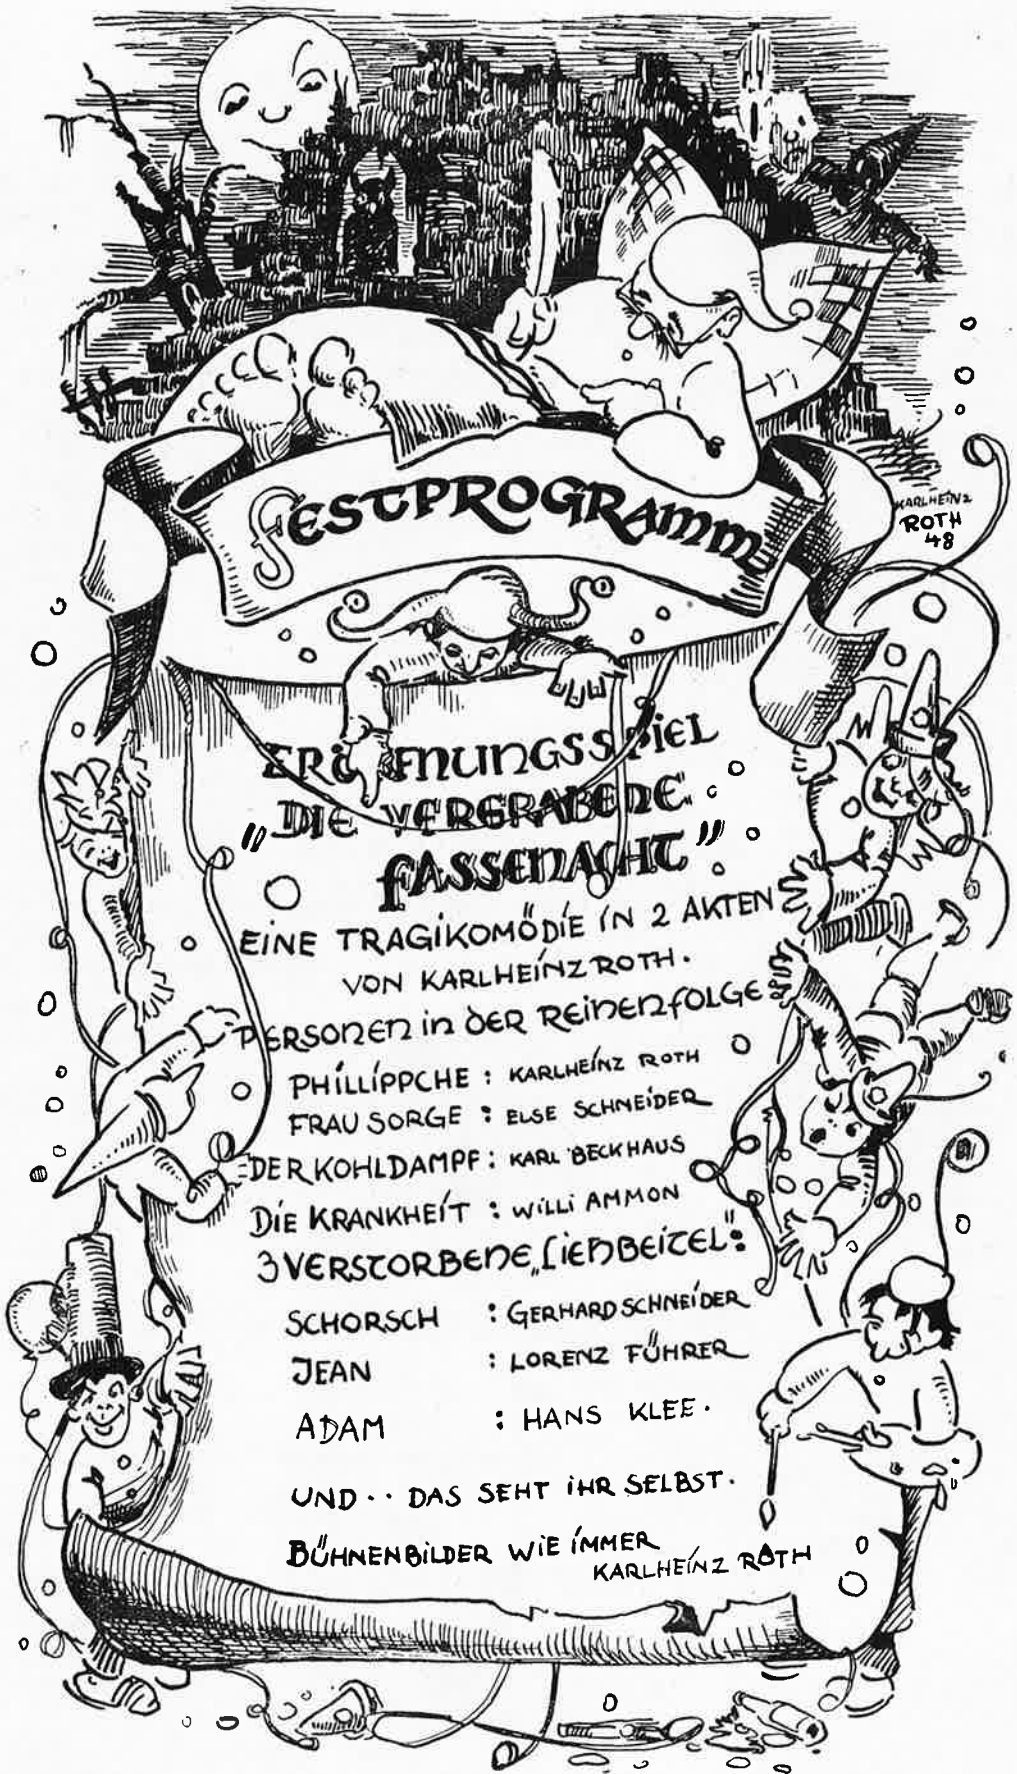 FESTPROGRAMM
KARLHEINZ
ROTH
48
ERÖFFNUNGSSPIEL
"DIE VERGRABENE
FASSENACHT"
EINE TRAGIKOMÖDIE IN 2 AKTEN
VON KARLHEINZ ROTH.
PERSONEN in DER REIHENFOLGE
PHILLIPPCHE : KARLHEINZ ROTH
FRAU SORGE : ELSE SCHNEIDER
DER KOHLDAMPF : KARL BECKHAUS
DIE KRANKHEIT : WILLI AMMON
3 VERSTORBENE „LIEHBEITEL":
SCHORSCH : GERHARD SCHNEIDER
JEAN : LORENZ FÜHRER
ADAM : HANS KLEE.
UND .. DAS SEHT IHR SELBST.
BÜHNENBILDER WIE IMMER
KARLHEINZ ROTH